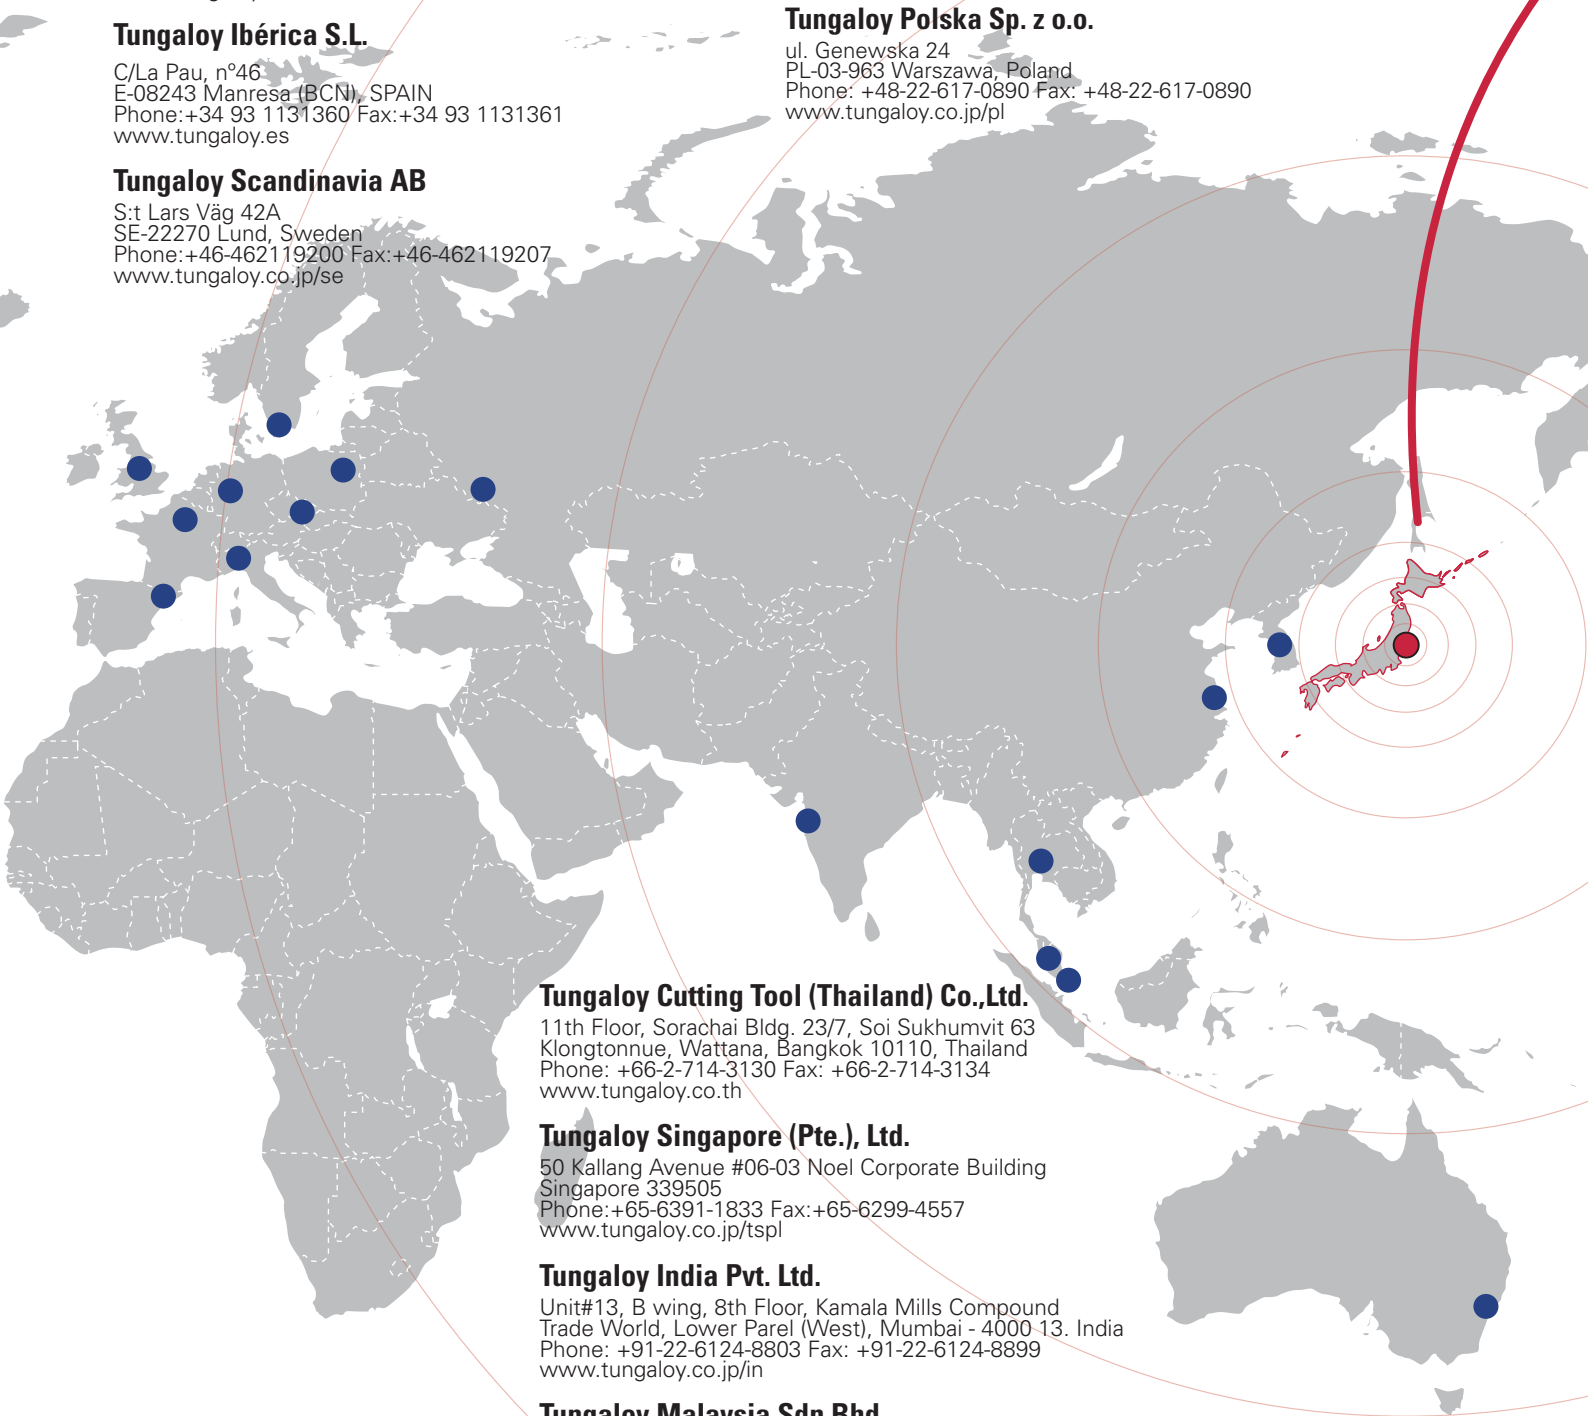 Tungaloy Ibérica S.L.
C/La Pau, nº46
E-08243 Manresa (BCN), SPAIN
Phone:+34 93 1131360 Fax:+34 93 1131361
www.tungaloy.es
Tungaloy Scandinavia AB
S:t Lars Väg 42A
SE-22270 Lund, Sweden
Phone:+46-462119200 Fax:+46-462119207
www.tungaloy.co.jp/se
Tungaloy Polska Sp. z o.o.
ul. Genewska 24
PL-03-963 Warszawa, Poland
Phone: +48-22-617-0890 Fax: +48-22-617-0890
www.tungaloy.co.jp/pl
Tungaloy Cutting Tool (Thailand) Co.,Ltd.
11th Floor, Sorachai Bldg. 23/7, Soi Sukhumvit 63
Klongtonnue, Wattana, Bangkok 10110, Thailand
Phone: +66-2-714-3130 Fax: +66-2-714-3134
www.tungaloy.co.th
Tungaloy Singapore (Pte.), Ltd.
50 Kallang Avenue #06-03 Noel Corporate Building
Singapore 339505
Phone:+65-6391-1833 Fax:+65-6299-4557
www.tungaloy.co.jp/tspl
Tungaloy India Pvt. Ltd.
Unit#13, B wing, 8th Floor, Kamala Mills Compound
Trade World, Lower Parel (West), Mumbai - 4000 13. India
Phone: +91-22-6124-8803 Fax: +91-22-6124-8899
www.tungaloy.co.jp/in
Tungaloy Malaysia Sdn Bhd